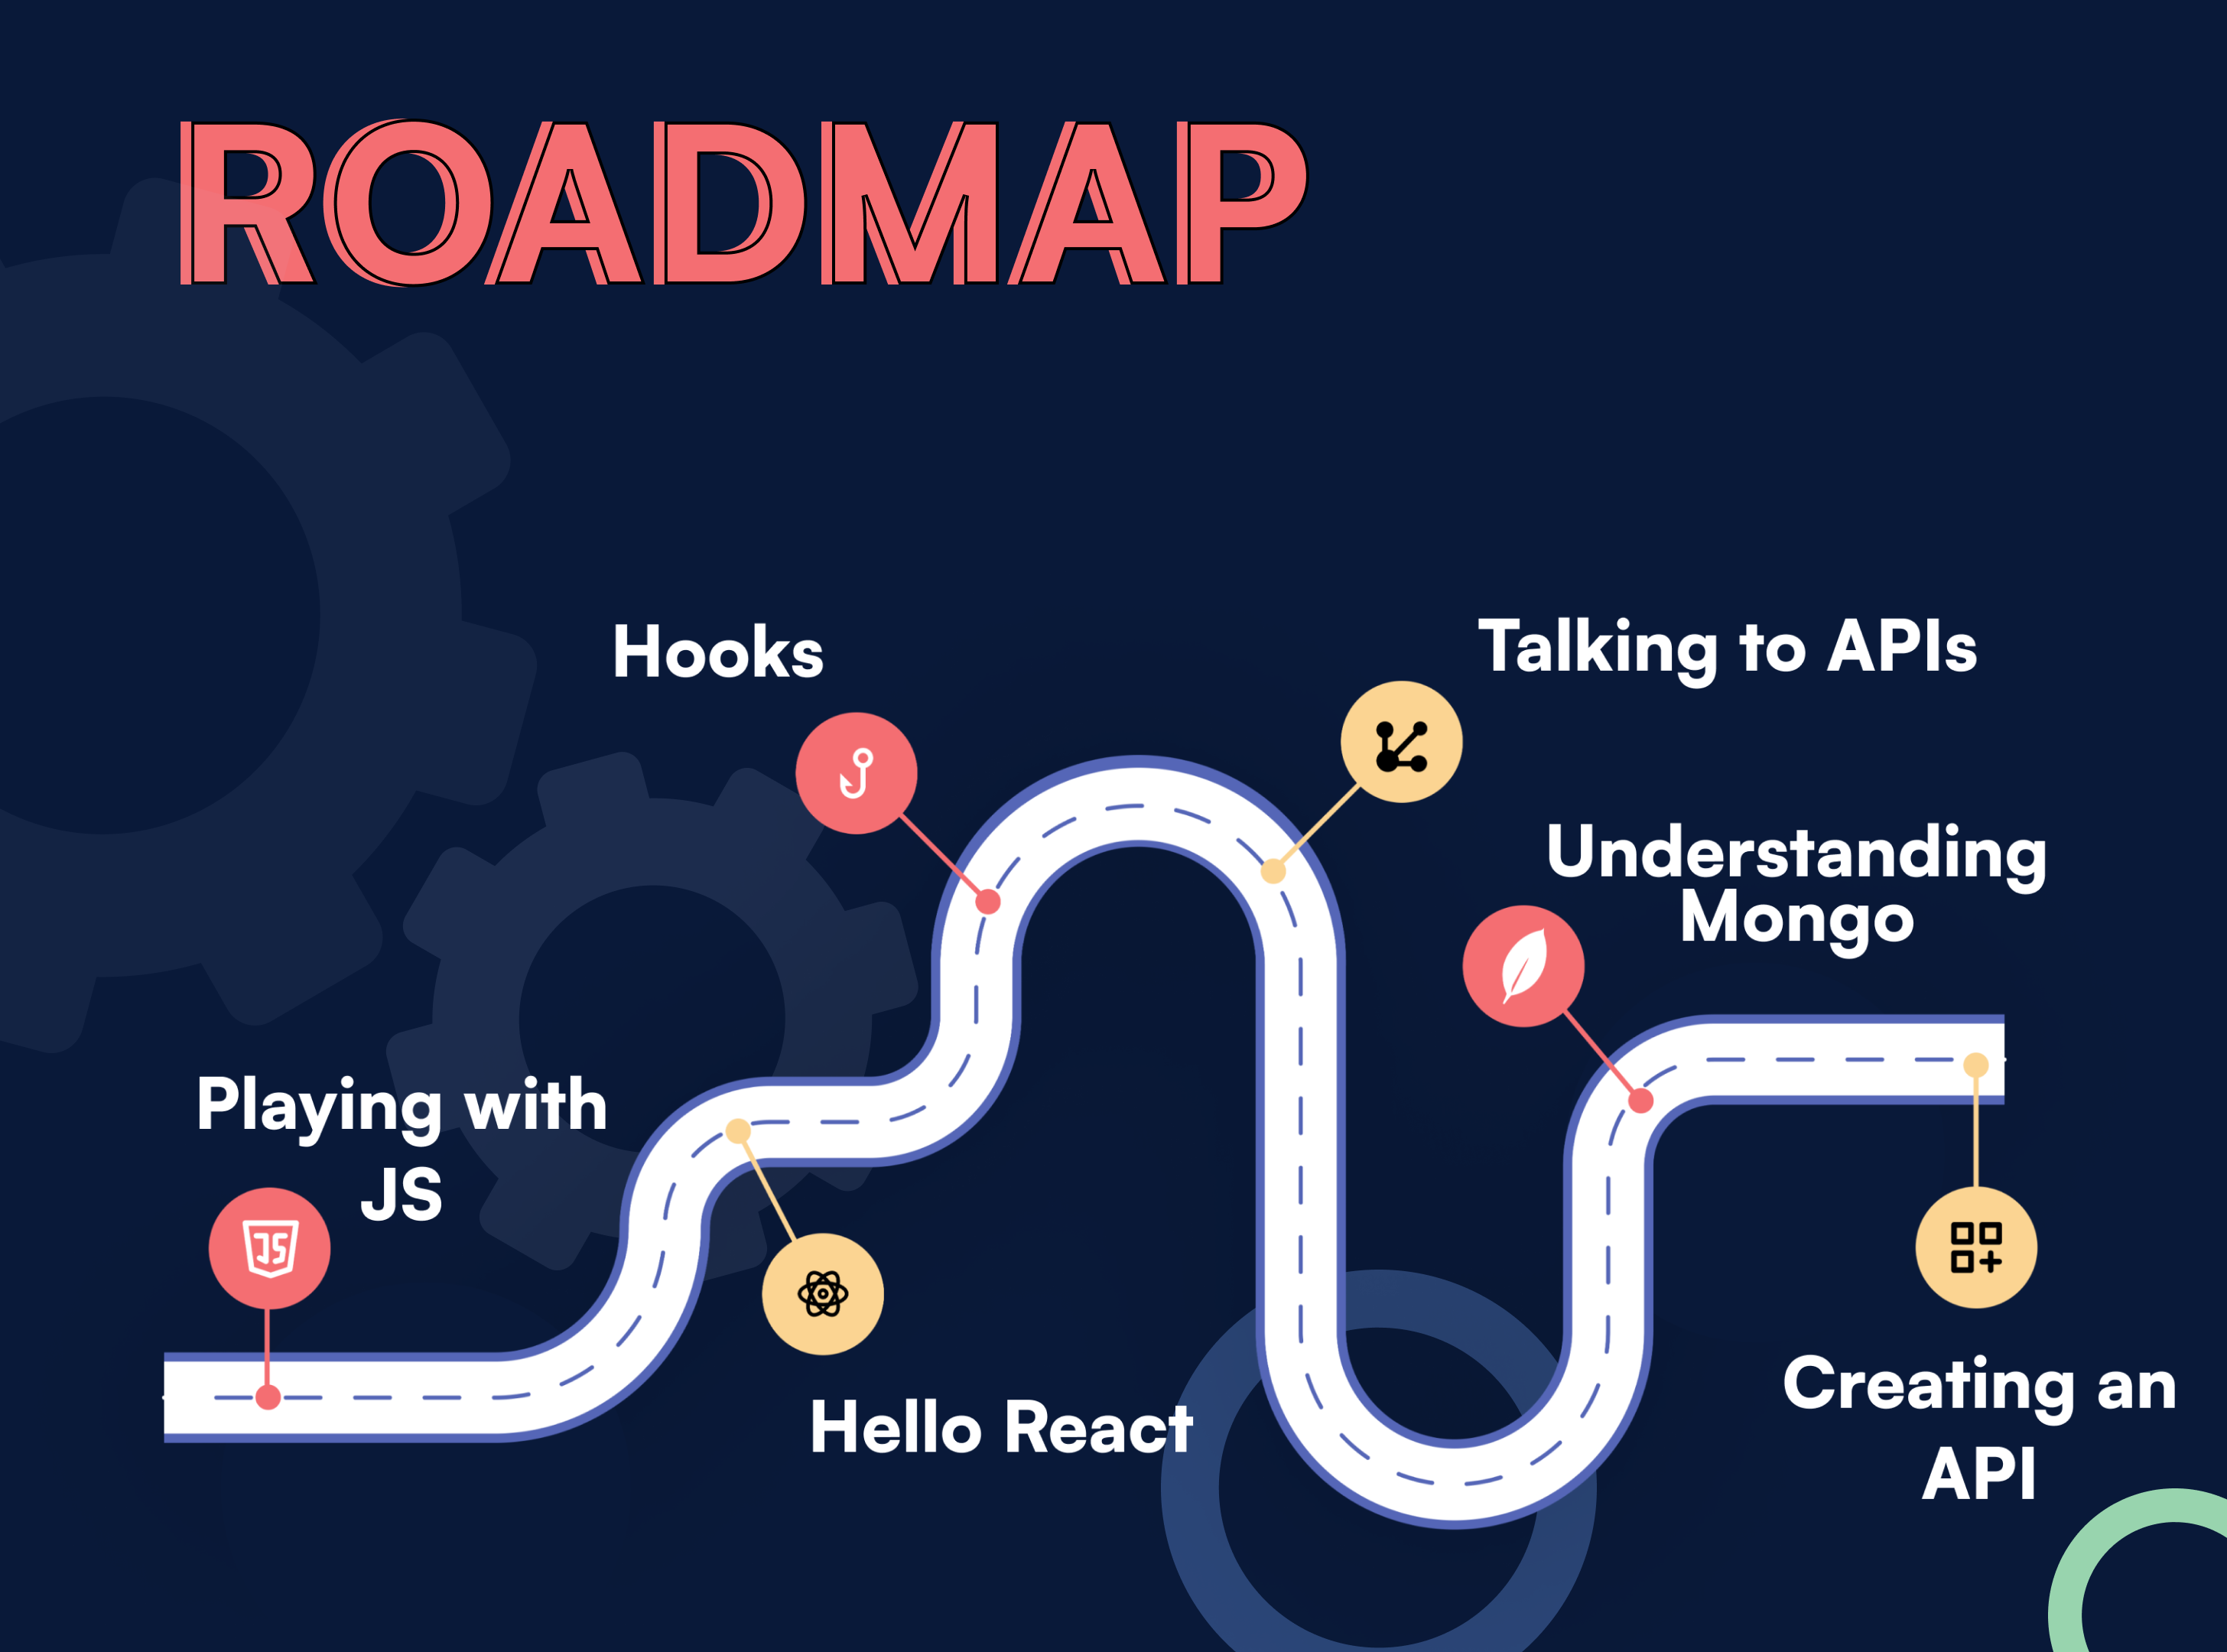 ROADMAP
Hooks
Talking to APIs
Understanding
Mongo
Playing with
JS
JS
Hello React
Creating an
API